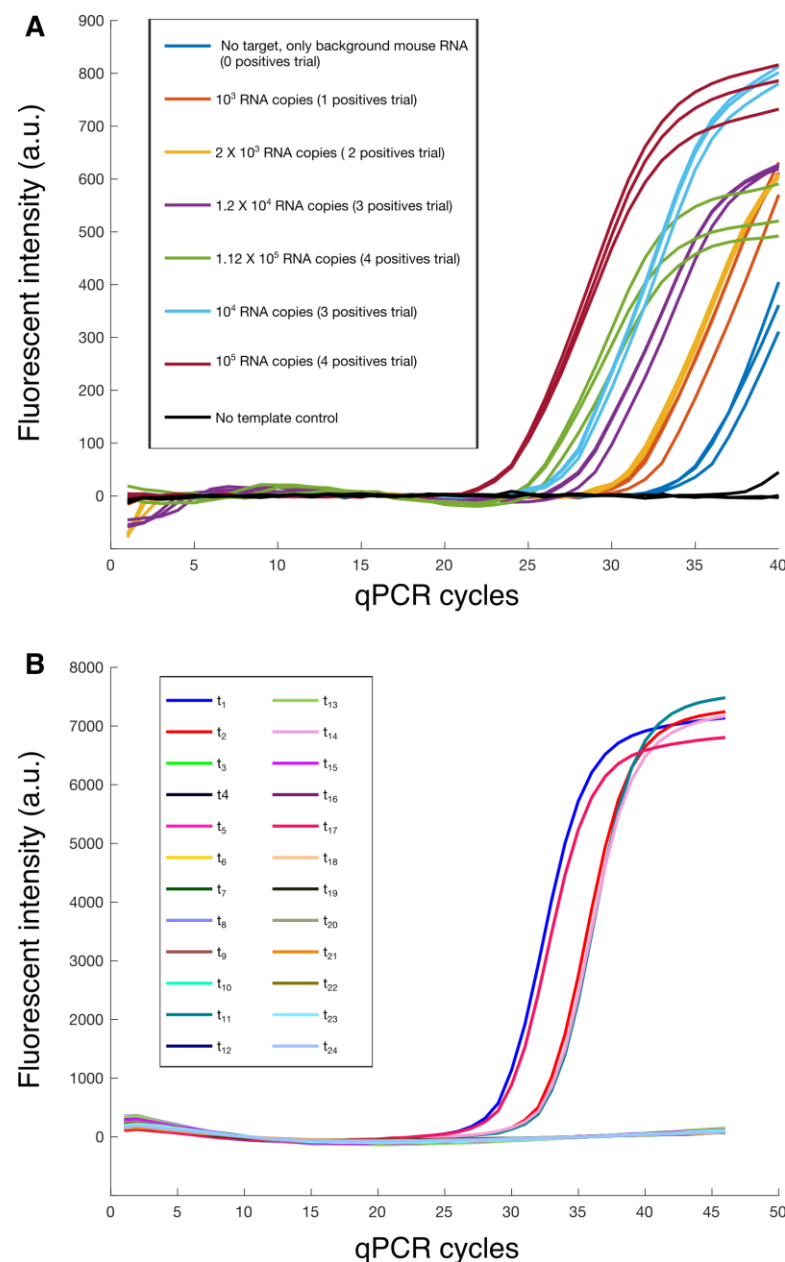 A
900
800
700
600
500
400
300
200
100
0
-100
Fluorescent intensity (a.u.)
No target, only background mouse RNA
(0 positives trial)
10³ RNA copies (1 positives trial)
2 X 10³ RNA copies ( 2 positives trial)
1.2 X 10⁴ RNA copies (3 positives trial)
1.12 X 10⁵ RNA copies (4 positives trial)
10⁴ RNA copies (3 positives trial)
10⁵ RNA copies (4 positives trial)
No template control
0 5 10 15 20 25 30 35 40
qPCR cycles
B
8000
7000
6000
5000
4000
3000
2000
1000
0
-1000
Fluorescent intensity (a.u.)
t₁ t₁₃
t₂ t₁₄
t₃ t₁₅
t4 t₁₆
t₅ t₁₇
t₆ t₁₈
t₇ t₁₉
t₈ t₂₀
t₉ t₂₁
t₁₀ t₂₂
t₁₁ t₂₃
t₁₂ t₂₄
0 5 10 15 20 25 30 35 40 45 50
qPCR cycles